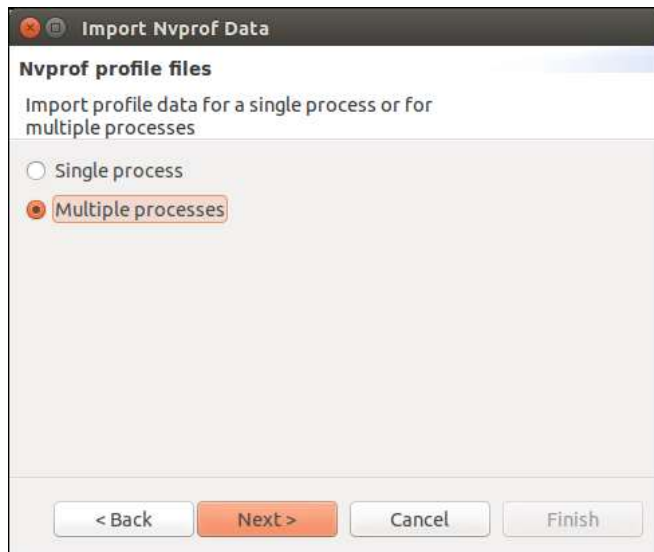 Import Nvprof Data
Nvprof profile files
Import profile data for a single process or for
multiple processes
Single process
Multiple processes
< Back
Next >
Cancel
Finish